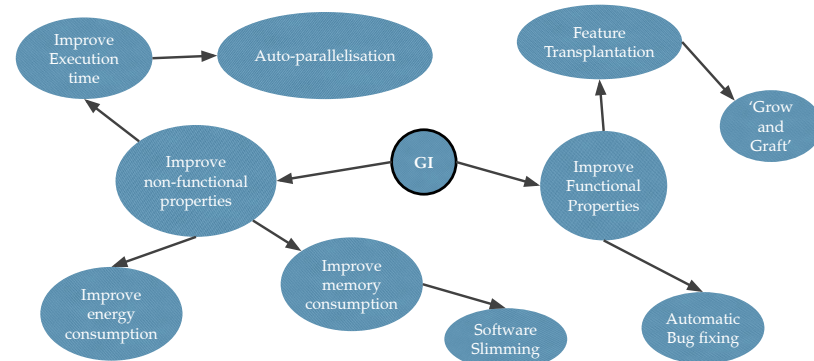 Improve
Execution
time
Auto-parallelisation
Feature
Transplantation
‘Grow
and
Graft’
GI
Improve
non-functional
properties
Improve
Functional
Properties
Improve
energy
consumption
Improve
memory
consumption
Software
Slimming
Automatic
Bug fixing